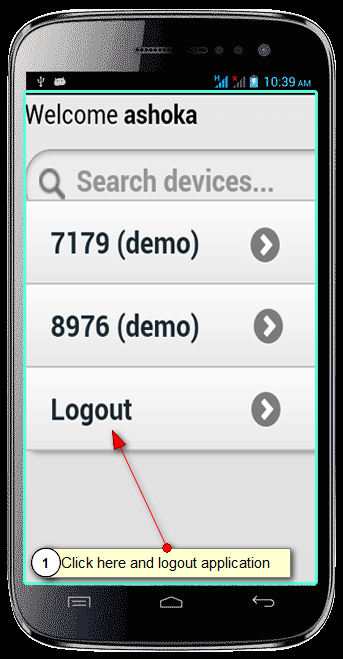 H 10:39 AM
Welcome ashoka
Search devices...
7179 (demo)
8976 (demo)
Logout
1 Click here and logout application